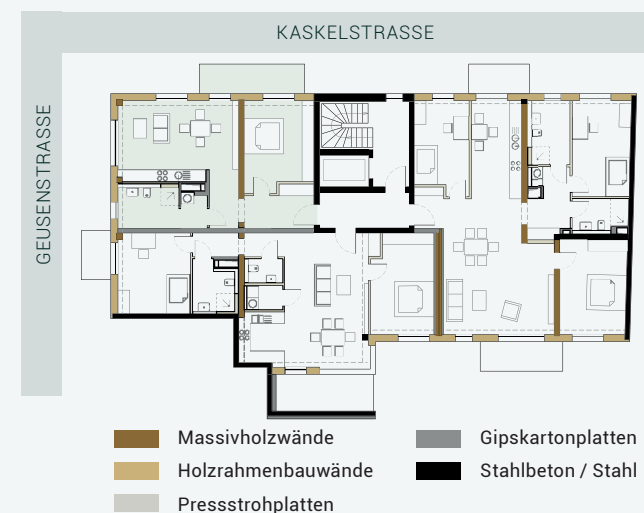 KASKELSTRASSE
GEUSENSTRASSE
Massivholzwände
Holzrahmenbauwände
Pressstrohplatten
Gipskartonplatten
Stahlbeton / Stahl